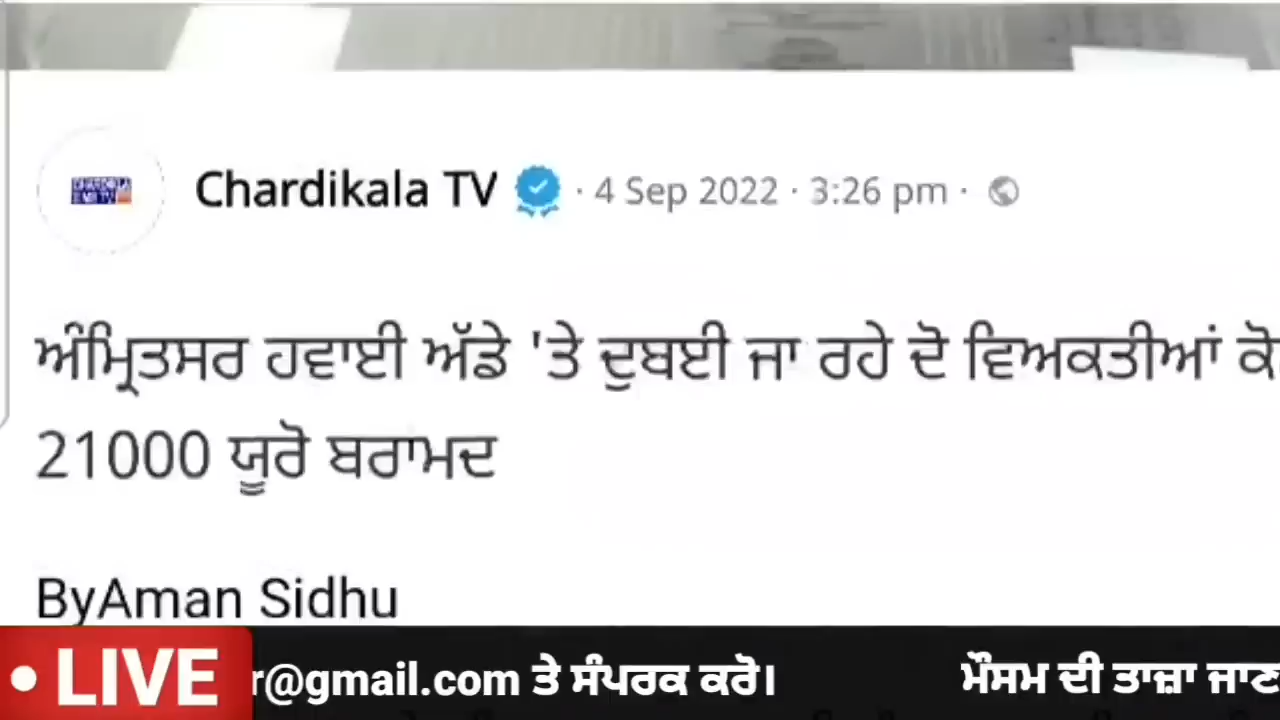 Chardikala TV · 4 Sep 2022 · 3:26 pm ·
ਅੰਮ੍ਰਿਤਸਰ ਹਵਾਈ ਅੱਡੇ 'ਤੇ ਦੁਬਈ ਜਾ ਰਹੇ ਦੋ ਵਿਅਕਤੀਆਂ
21000 ਯੂਰੋ ਬਰਾਮਦ
ByAman Sidhu
• LIVE r@gmail.com ਤੇ ਸੰਪਰਕ ਕਰੋ। ਮੌਸਮ ਦੀ ਤਾਜ਼ਾ